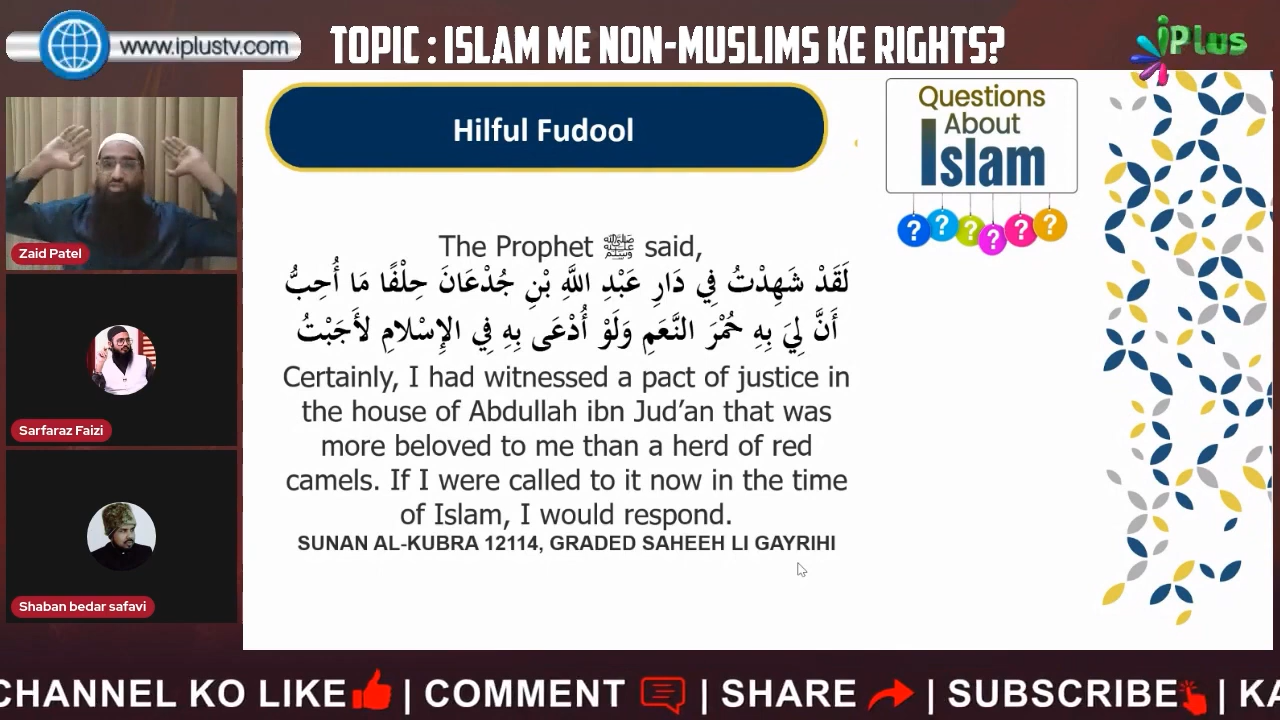 www.iplustv.com
TOPIC : ISLAM ME NON-MUSLIMS KE RIGHTS?
iPlus
Zaid Patel
Sarfaraz Faizi
Shaban bedar safavi
Hilful Fudool
Questions
About
Islam
? ? ? ? ? ?
The Prophet ﷺ said,
لَقَدْ شَهِدْتُ فِي دَارِ عَبْدِ اللَّهِ بْنِ جُدْعَانَ حِلْفًا مَا أُحِبُّ
أَنَّ لِيَ بِهِ حُمْرَ النَّعَمِ وَلَوْ أُدْعَى بِهِ فِي الإِسْلامِ لأَجَبْتُ
Certainly, I had witnessed a pact of justice in
the house of Abdullah ibn Jud’an that was
more beloved to me than a herd of red
camels. If I were called to it now in the time
of Islam, I would respond.
SUNAN AL-KUBRA 12114, GRADED SAHEEH LI GAYRIHI
CHANNEL KO LIKE | COMMENT | SHARE | SUBSCRIBE | KA